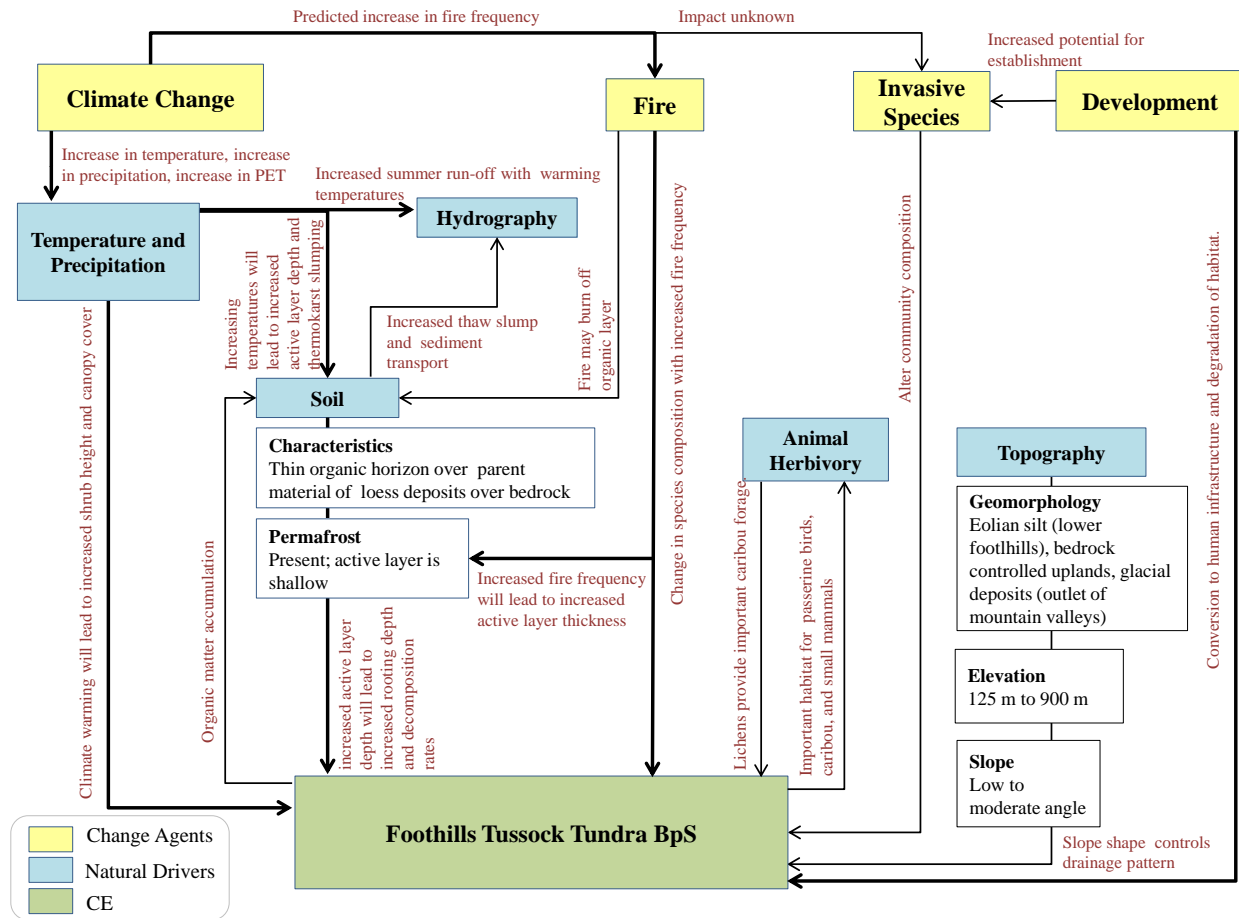 Predicted increase in fire frequency
Impact unknown
Increased potential for
establishment
Climate Change
Fire
Invasive
Species
Development
Increase in temperature, increase
in precipitation, increase in PET
Increased summer run-off with warming
temperatures
Temperature and
Precipitation
Hydrography
Increasing
temperatures will
lead to increased
active layer depth and
thermokarst slumping
Increased thaw slump
and sediment
transport
Fire may burn off
organic layer
Change in species composition with increased fire frequency
Alter community composition
Conversion to human infrastructure and degradation of habitat.
Climate warming will lead to increased shrub height and canopy cover
Soil
Characteristics
Thin organic horizon over parent
material of loess deposits over bedrock
Permafrost
Present; active layer is
shallow
Increased fire frequency
will lead to increased
active layer thickness
Organic matter accumulation
increased active layer
depth will lead to
increased rooting depth
and decomposition
rates
Animal
Herbivory
Lichens provide important caribou forage,
Important habitat for passerine birds,
caribou, and small mammals
Topography
Geomorphology
Eolian silt (lower
footlhills), bedrock
controlled uplands, glacial
deposits (outlet of
mountain valleys)
Elevation
125 m to 900 m
Slope
Low to
moderate angle
Slope shape controls
drainage pattern
Foothills Tussock Tundra BpS
Change Agents
Natural Drivers
CE